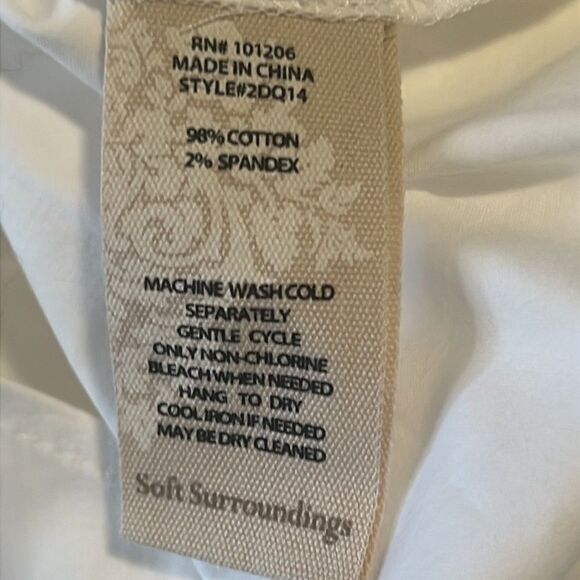 RN# 101206
MADE IN CHINA
STYLE#2DQ14
98% COTTON
2% SPANDEX
MACHINE WASH COLD
SEPARATELY
GENTLE CYCLE
ONLY NON-CHLORINE
BLEACH WHEN NEEDED
HANG TO DRY
COOL IRON IF NEEDED
MAY BE DRY CLEANED
Soft Surroundings